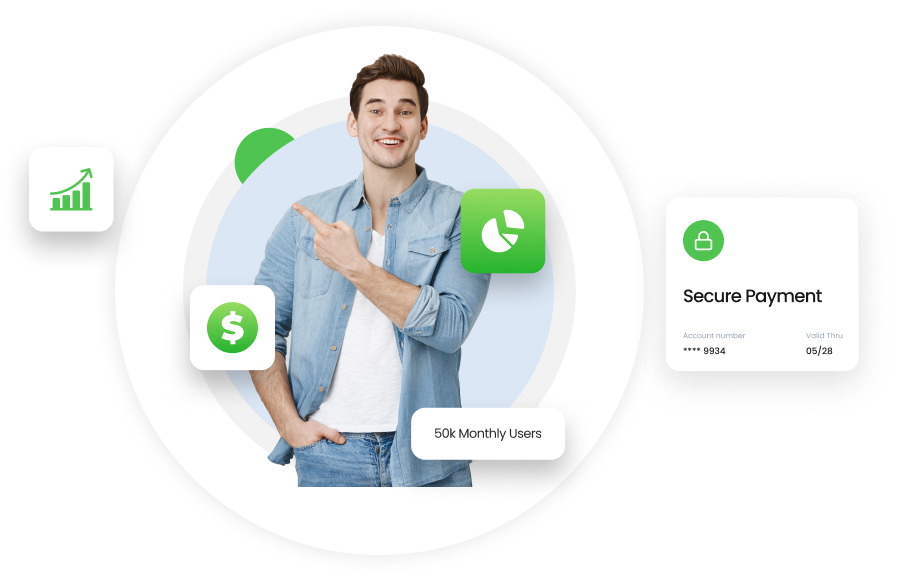 $
Secure Payment
Account number Valid Thru
**** 9934 05/28
50k Monthly Users